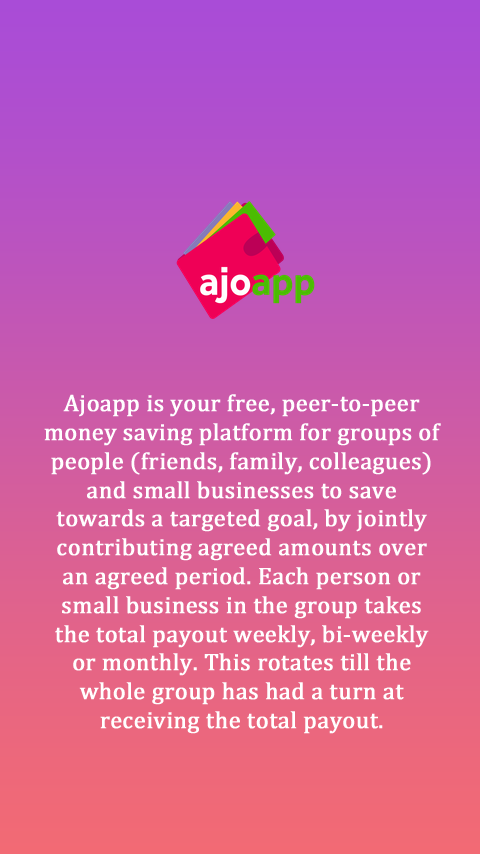 ajoapp
Ajoapp is your free, peer-to-peer
money saving platform for groups of
people (friends, family, colleagues)
and small businesses to save
towards a targeted goal, by jointly
contributing agreed amounts over
an agreed period. Each person or
small business in the group takes
the total payout weekly, bi-weekly
or monthly. This rotates till the
whole group has had a turn at
receiving the total payout.